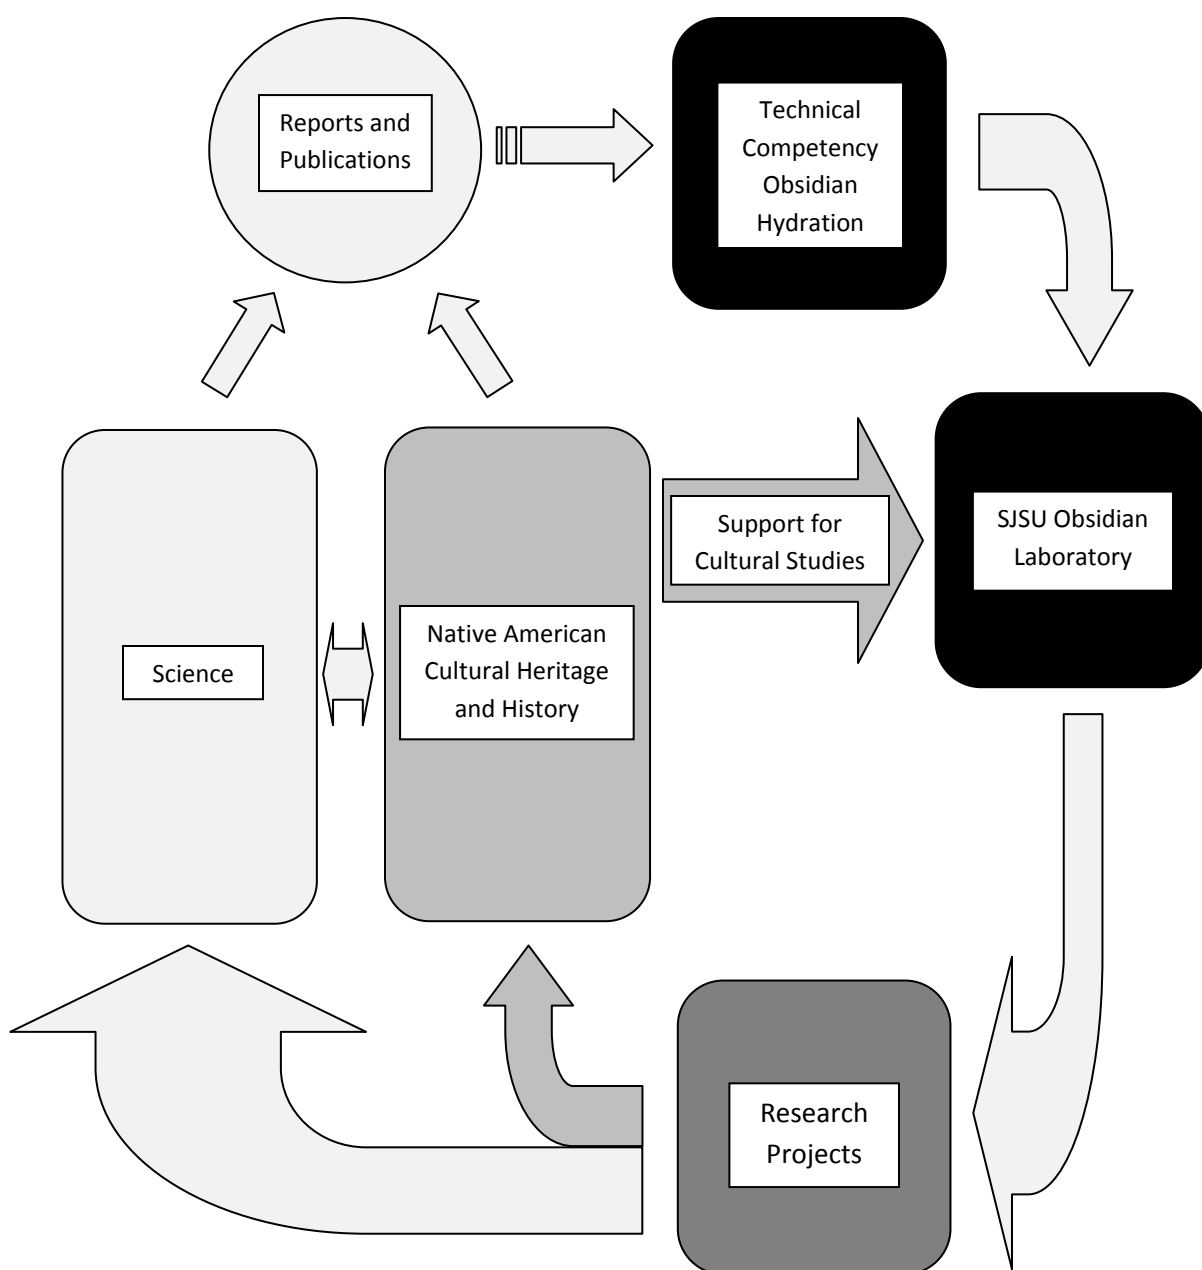 Reports and
Publications
Technical
Competency
Obsidian
Hydration
Support for
Cultural Studies
SJSU Obsidian
Laboratory
Science
Native American
Cultural Heritage
and History
Research
Projects